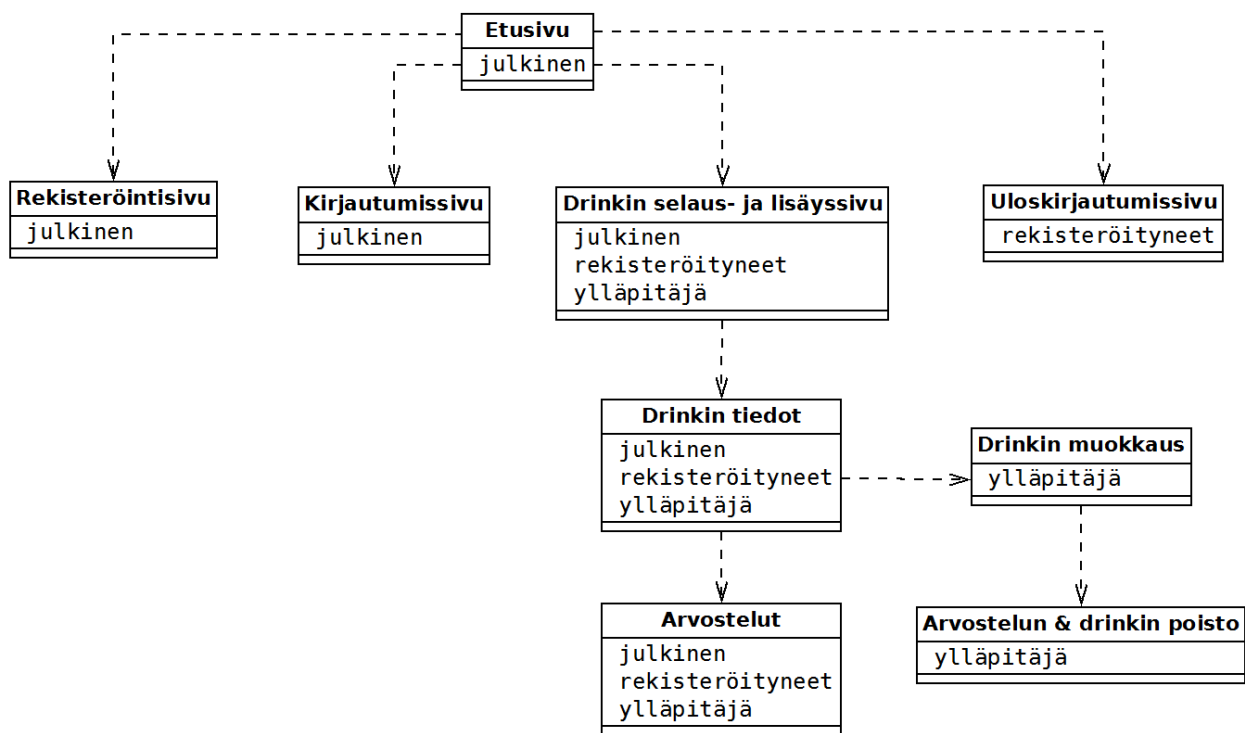 Etusivu
julkinen
Rekisteröintisivu
julkinen
Kirjautumissivu
julkinen
Drinkin selaus- ja lisäyssivu
julkinen
rekisteröityneet
ylläpitäjä
Uloskirjautumissivu
rekisteröityneet
Drinkin tiedot
julkinen
rekisteröityneet
ylläpitäjä
Drinkin muokkaus
ylläpitäjä
Arvostelut
julkinen
rekisteröityneet
ylläpitäjä
Arvostelun & drinkin poisto
ylläpitäjä